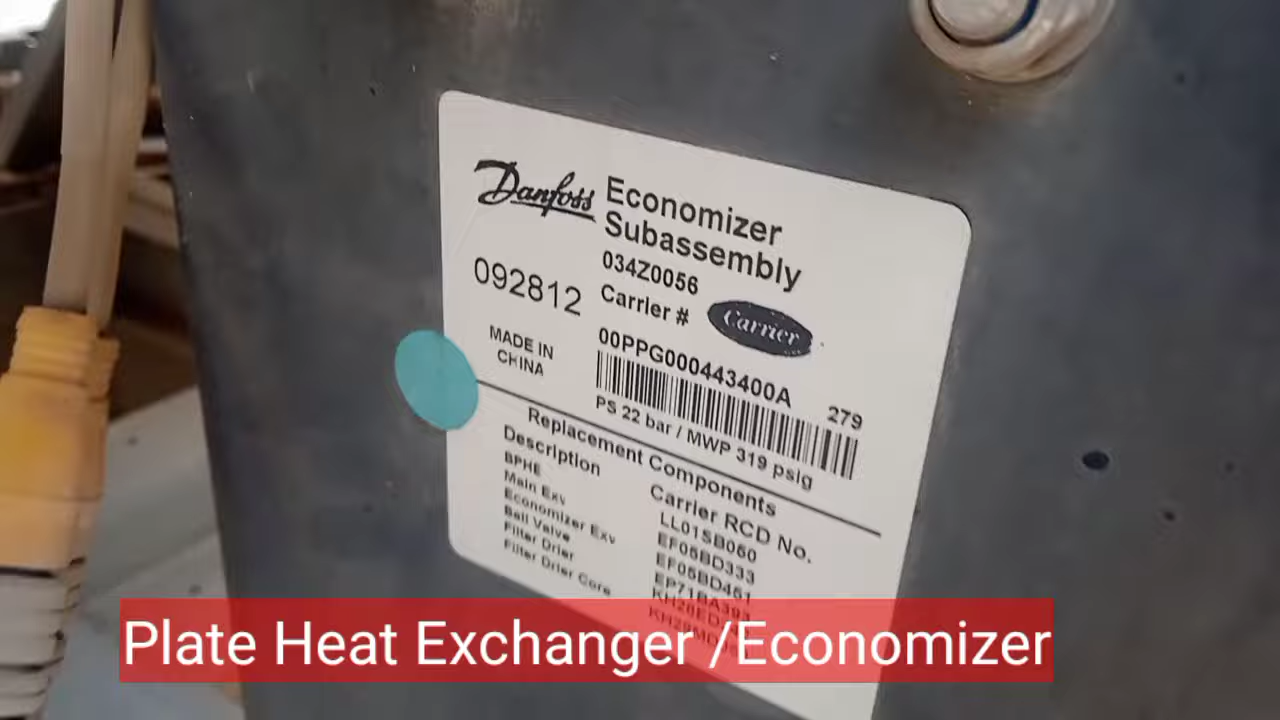 Danfoss
Economizer
Subassembly
034Z0056
092812
Carrier #
Carrier
00PPG000443400A
MADE IN
CHINA
279
PS 22 bar / MWP 319 psig
Replacement Components
Description
Carrier RCD No.
BPHE
LL01SB060
Main Exv
EF05BD333
Economizer Exv
EF05BD451
Ball Valve
Filter Drier
Filter Drier Core
Plate Heat Exchanger /Economizer